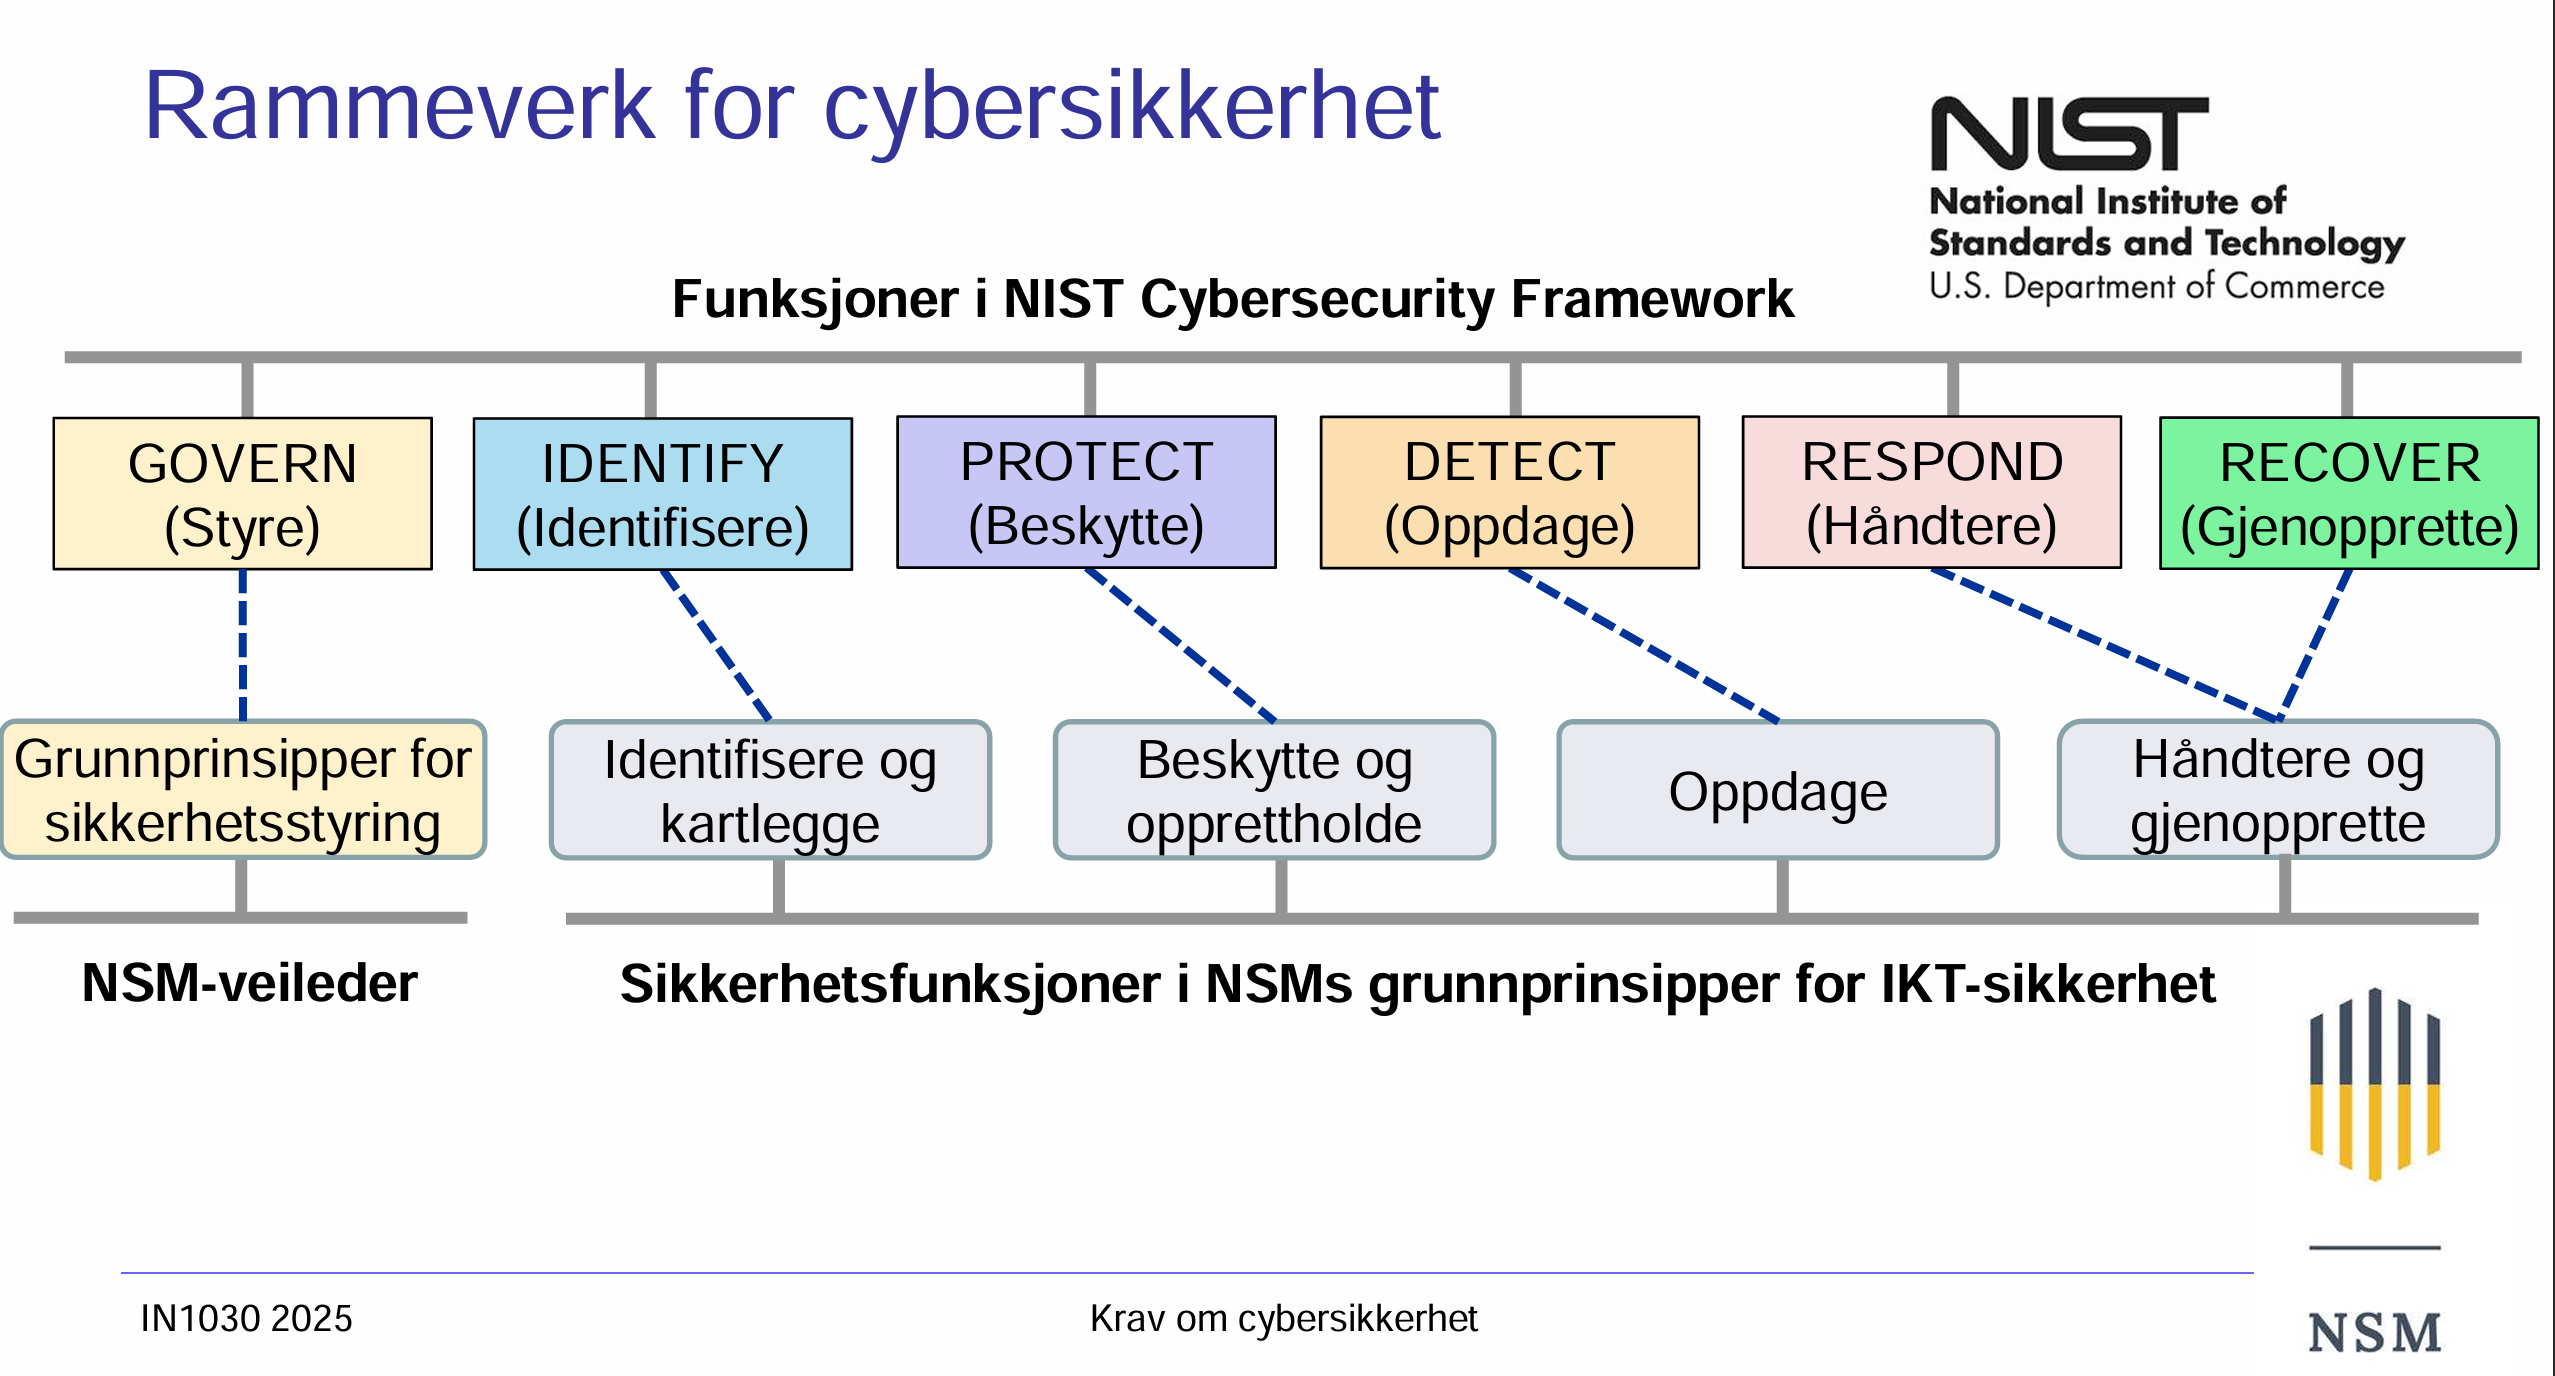 Rammeverk for cybersikkerhet
NIST
National Institute of
Standards and Technology
U.S. Department of Commerce
Funksjoner i NIST Cybersecurity Framework
GOVERN
(Styre)
IDENTIFY
(Identifisere)
PROTECT
(Beskytte)
DETECT
(Oppdage)
RESPOND
(Håndtere)
RECOVER
(Gjenopprette)
Grunnprinsipper for
sikkerhetsstyring
Identifisere og
kartlegge
Beskytte og
opprettholde
Oppdage
Håndtere og
gjenopprette
NSM-veileder
Sikkerhetsfunksjoner i NSMs grunnprinsipper for IKT-sikkerhet
IN1030 2025
Krav om cybersikkerhet
NSM